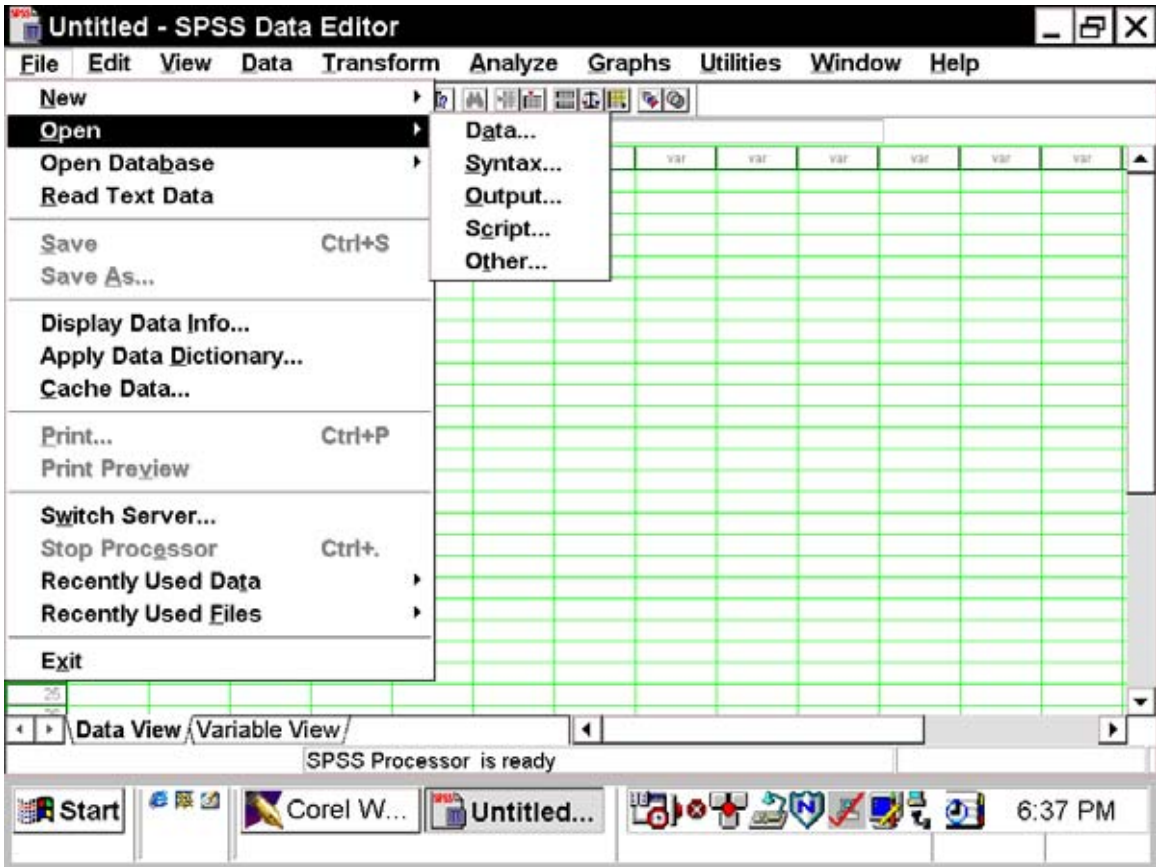 Untitled - SPSS Data Editor
File Edit View Data Transform Analyze Graphs Utilities Window Help
New
Open
Open Database
Read Text Data
Save Ctrl+S
Save As...
Display Data Info...
Apply Data Dictionary...
Cache Data...
Print... Ctrl+P
Print Preview
Switch Server...
Stop Processor Ctrl+.
Recently Used Data
Recently Used Files
Exit
Data...
Syntax...
Output...
Script...
Other...
var var var var var var
25
Data View Variable View
SPSS Processor is ready
Start Corel W... Untitled... 6:37 PM